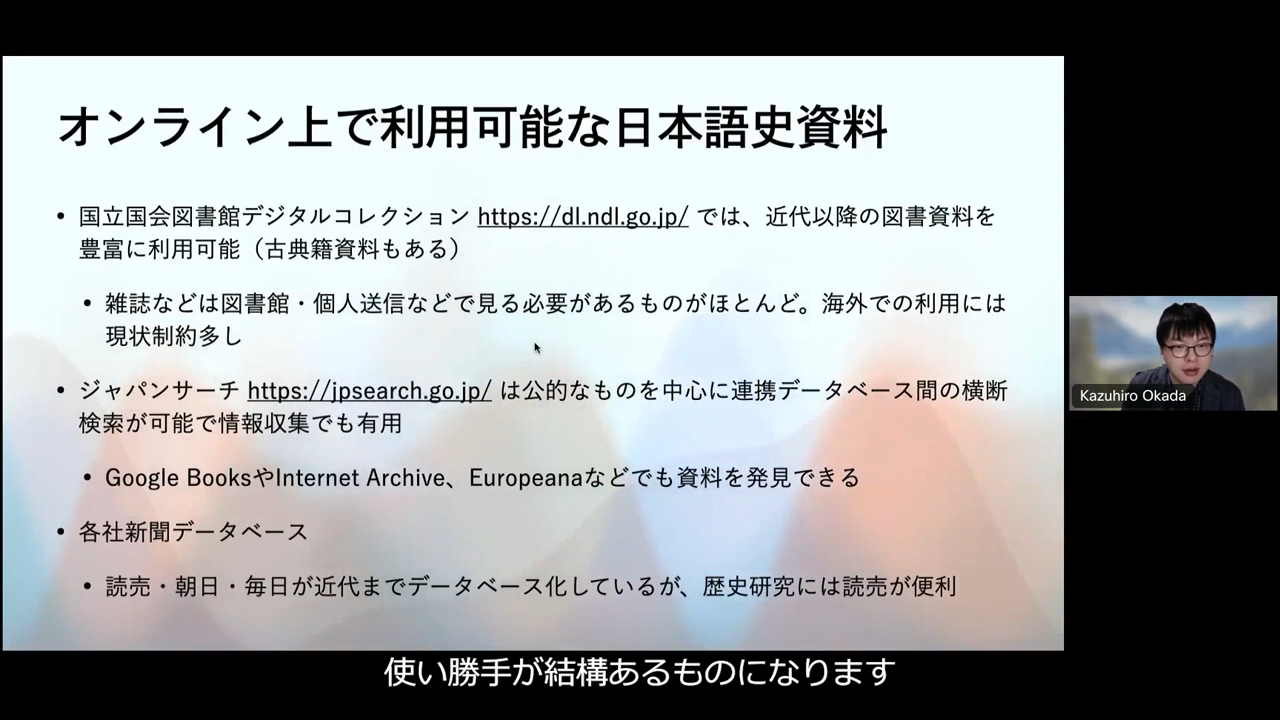 オンライン上で利用可能な日本語史資料
• 国立国会図書館デジタルコレクション https://dl.ndl.go.jp/ では、近代以降の図書資料を
豊富に利用可能（古典籍資料もある）
• 雑誌などは図書館・個人送信などで見る必要があるものがほとんど。海外での利用には
現状制約多し
• ジャパンサーチ https://jpsearch.go.jp/ は公的なものを中心に連携データベース間の横断
検索が可能で情報収集でも有用
• Google BooksやInternet Archive、Europeanaなどでも資料を発見できる
• 各社新聞データベース
• 読売・朝日・毎日が近代までデータベース化しているが、歴史研究には読売が便利
Kazuhiro Okada
使い勝手が結構あるものになります